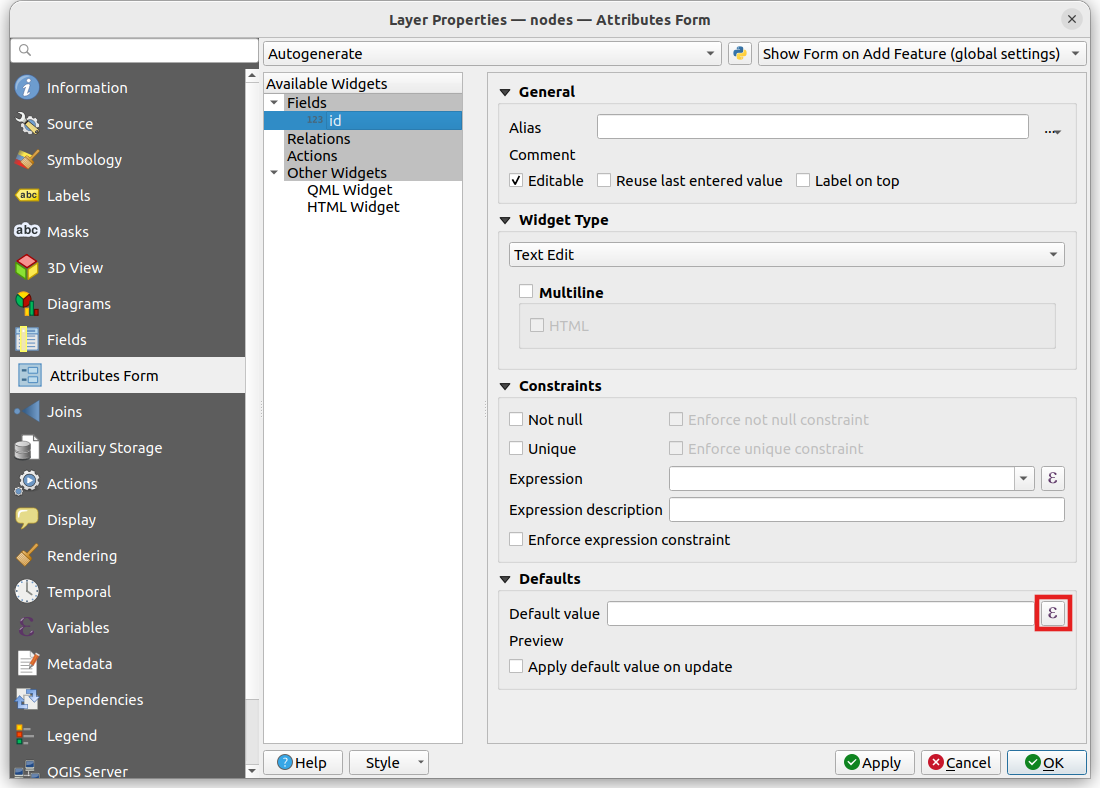 Layer Properties — nodes — Attributes Form
Autogenerate
Show Form on Add Feature (global settings)
Information
Source
Symbology
abc Labels
abc Masks
3D View
Diagrams
Fields
Attributes Form
Joins
Auxiliary Storage
Actions
Display
Rendering
Temporal
ε Variables
Metadata
Dependencies
Legend
QGIS Server
Available Widgets
Fields
123 id
Relations
Actions
Other Widgets
QML Widget
HTML Widget
General
Alias
...
Comment
Editable Reuse last entered value Label on top
Widget Type
Text Edit
Multiline
HTML
Constraints
Not null Enforce not null constraint
Unique Enforce unique constraint
Expression ε
Expression description
Enforce expression constraint
Defaults
Default value ε
Preview
Apply default value on update
? Help Style Apply Cancel OK